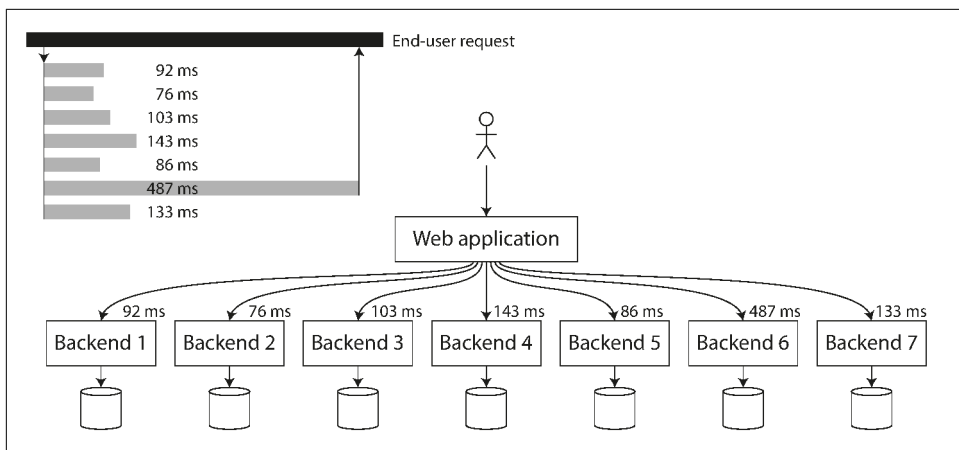 End-user request
92 ms
76 ms
103 ms
143 ms
86 ms
487 ms
133 ms
Web application
92 ms 76 ms 103 ms 143 ms 86 ms 487 ms 133 ms
Backend 1 Backend 2 Backend 3 Backend 4 Backend 5 Backend 6 Backend 7